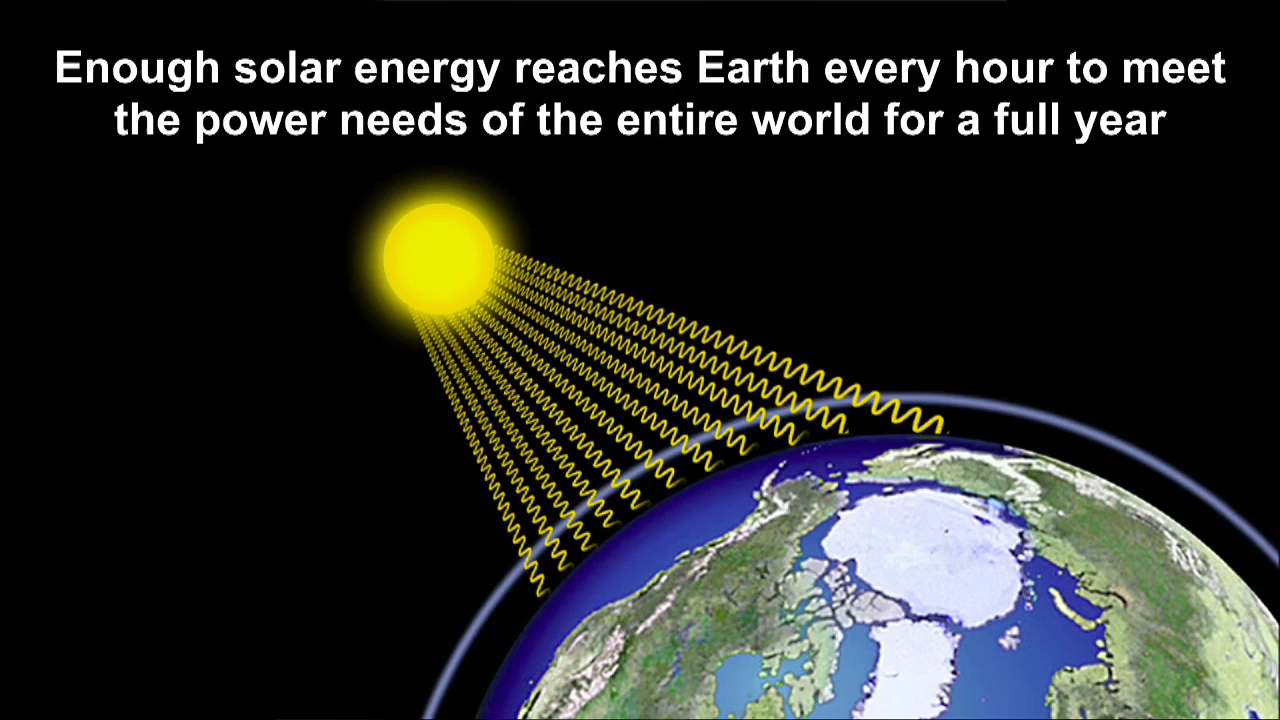 Enough solar energy reaches Earth every hour to meet
the power needs of the entire world for a full year